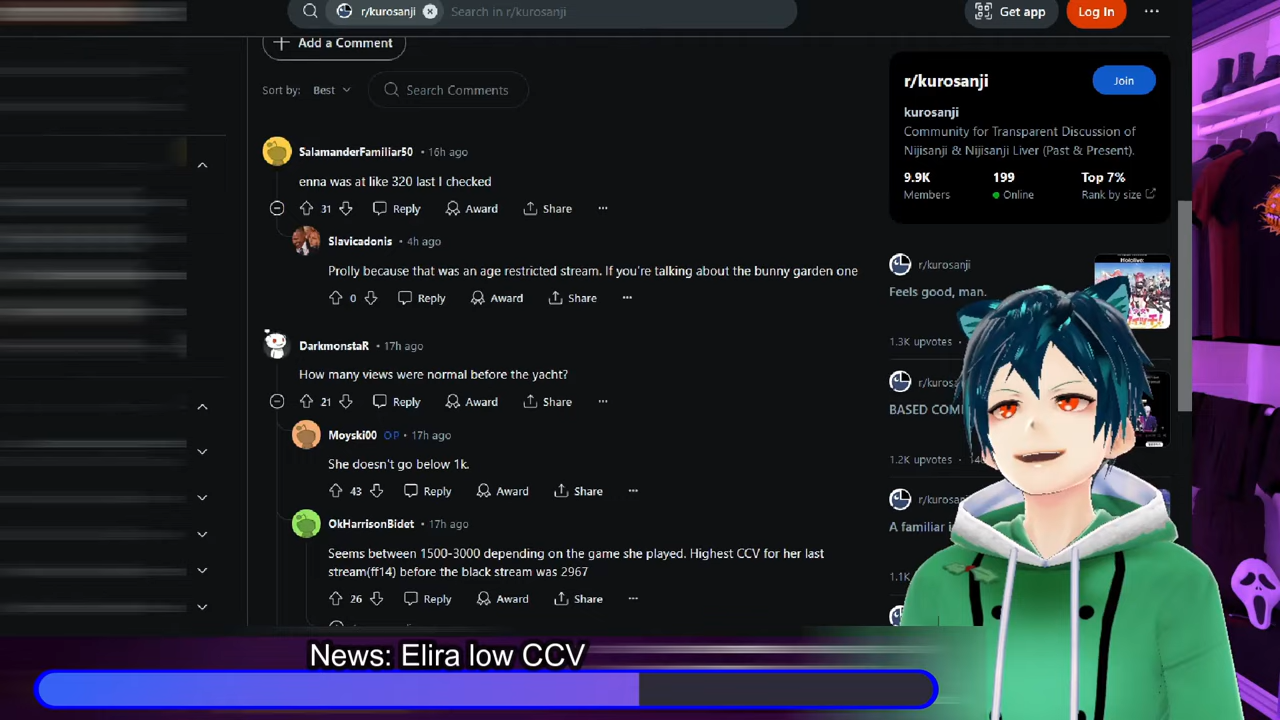 r/kurosanji
Search in r/kurosanji
Get app
Log In
Add a Comment
Sort by: Best
Search Comments
SalamanderFamiliar50 • 16h ago
enna was at like 320 last I checked
31 Reply Award Share
Slavicadonis • 4h ago
Prolly because that was an age restricted stream. If you're talking about the bunny garden one
0 Reply Award Share
DarkmonstaR • 17h ago
How many views were normal before the yacht?
21 Reply Award Share
Moyski00 OP • 17h ago
She doesn't go below 1k.
43 Reply Award Share
OkHarrisonBidet • 17h ago
Seems between 1500-3000 depending on the game she played. Highest CCV for her last
stream(ff14) before the black stream was 2967
26 Reply Award Share
r/kurosanji
Join
kurosanji
Community for Transparent Discussion of
Nijisanji & Nijisanji Liver (Past & Present).
9.9K 199 Top 7%
Members Online Rank by size
r/kurosanji
Feels good, man.
1.3K upvotes
r/kuros
BASED COM
1.2K upvotes
r/kurosan
A familiar i
1.1K
News: Elira low CCV